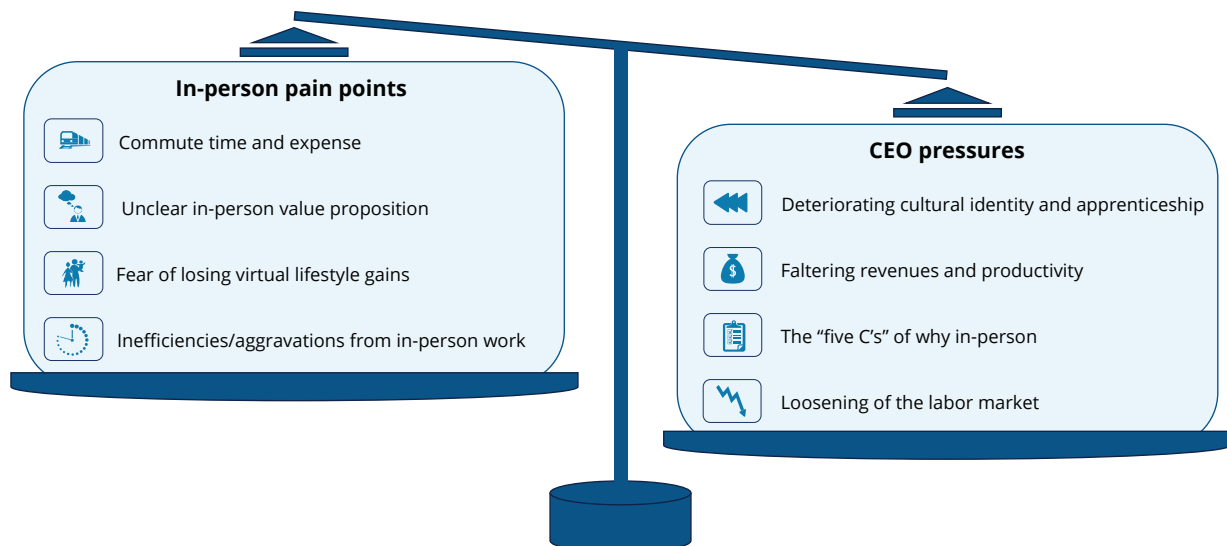 In-person pain points
Commute time and expense
Unclear in-person value proposition
Fear of losing virtual lifestyle gains
Inefficiencies/aggravations from in-person work
CEO pressures
Deteriorating cultural identity and apprenticeship
$
Faltering revenues and productivity
The “five C’s” of why in-person
Loosening of the labor market